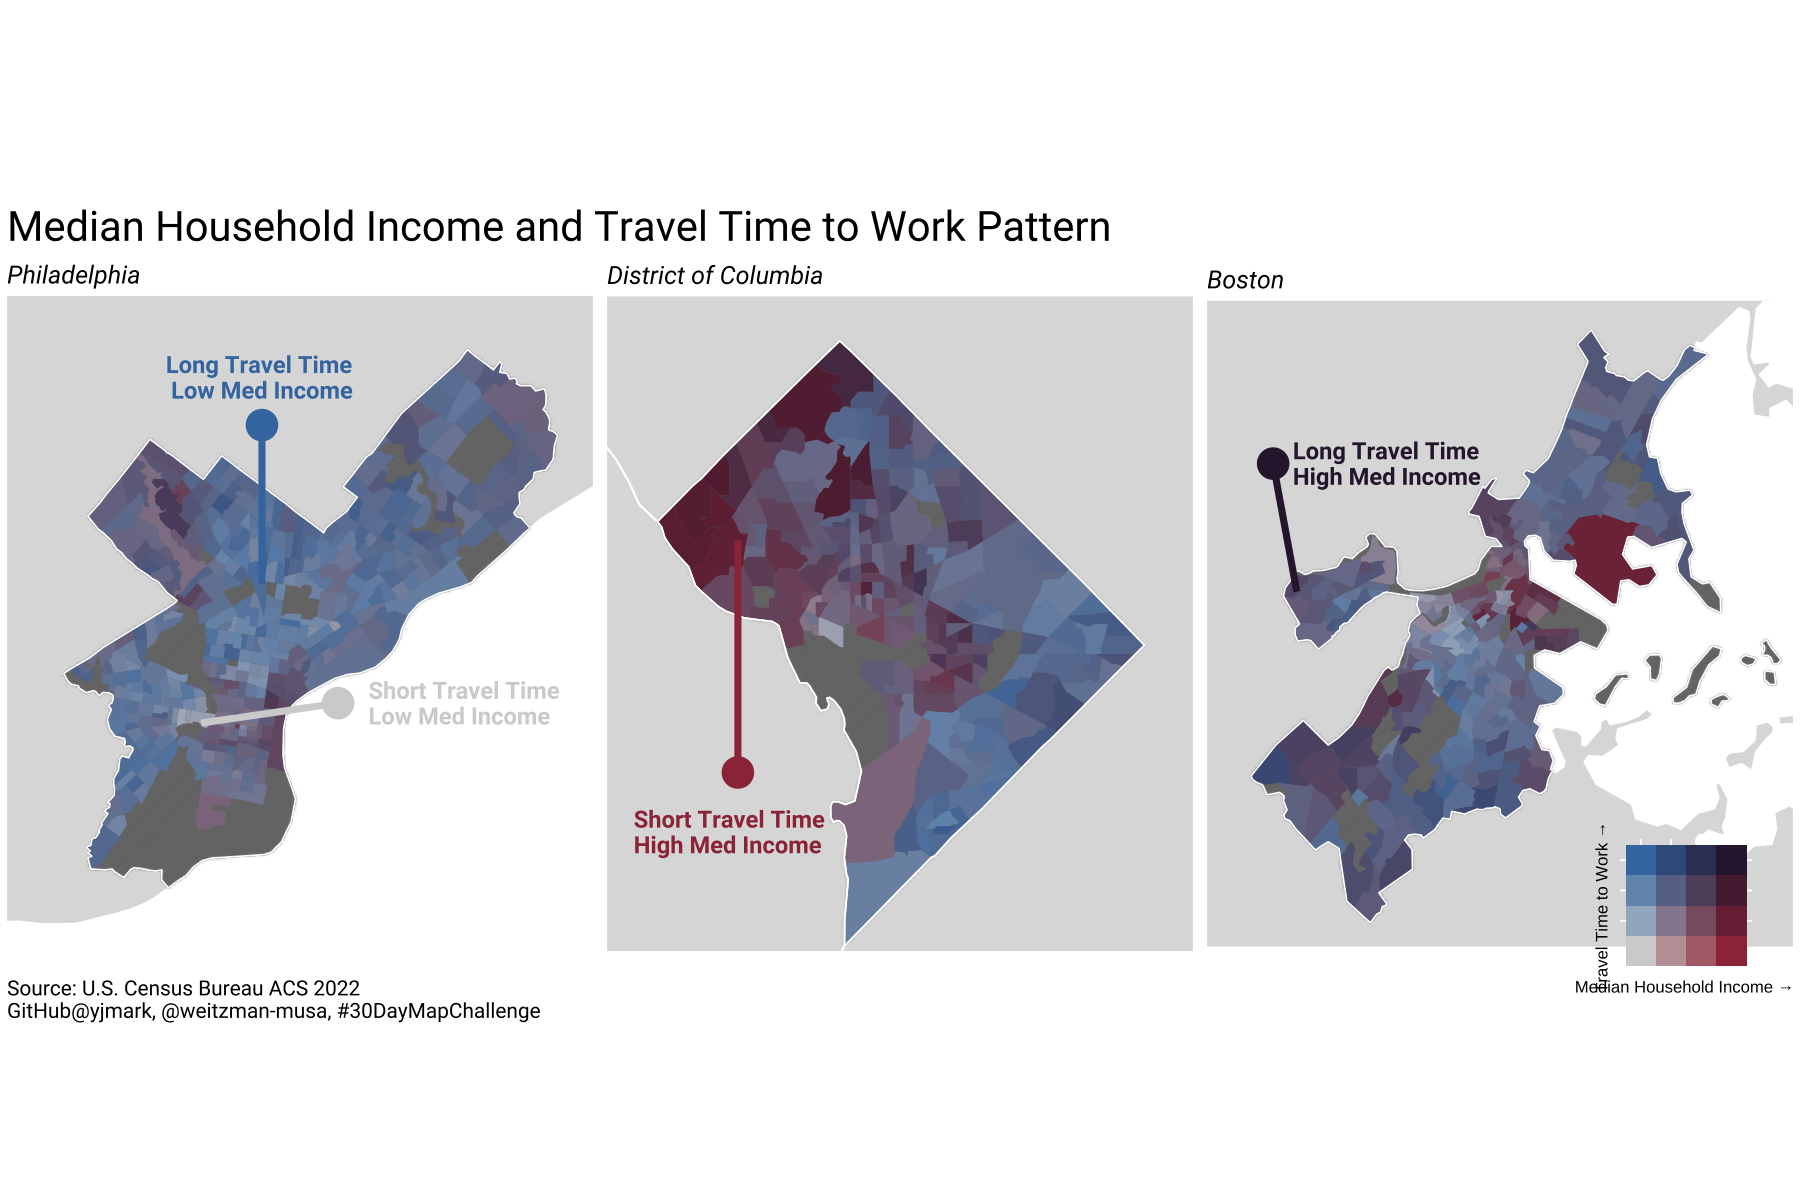 Median Household Income and Travel Time to Work Pattern
Philadelphia
District of Columbia
Boston
Long Travel Time
Low Med Income
Short Travel Time
Low Med Income
Short Travel Time
High Med Income
Long Travel Time
High Med Income
Travel Time to Work →
Median Household Income →
Source: U.S. Census Bureau ACS 2022
GitHub@yjmark, @weitzman-musa, #30DayMapChallenge